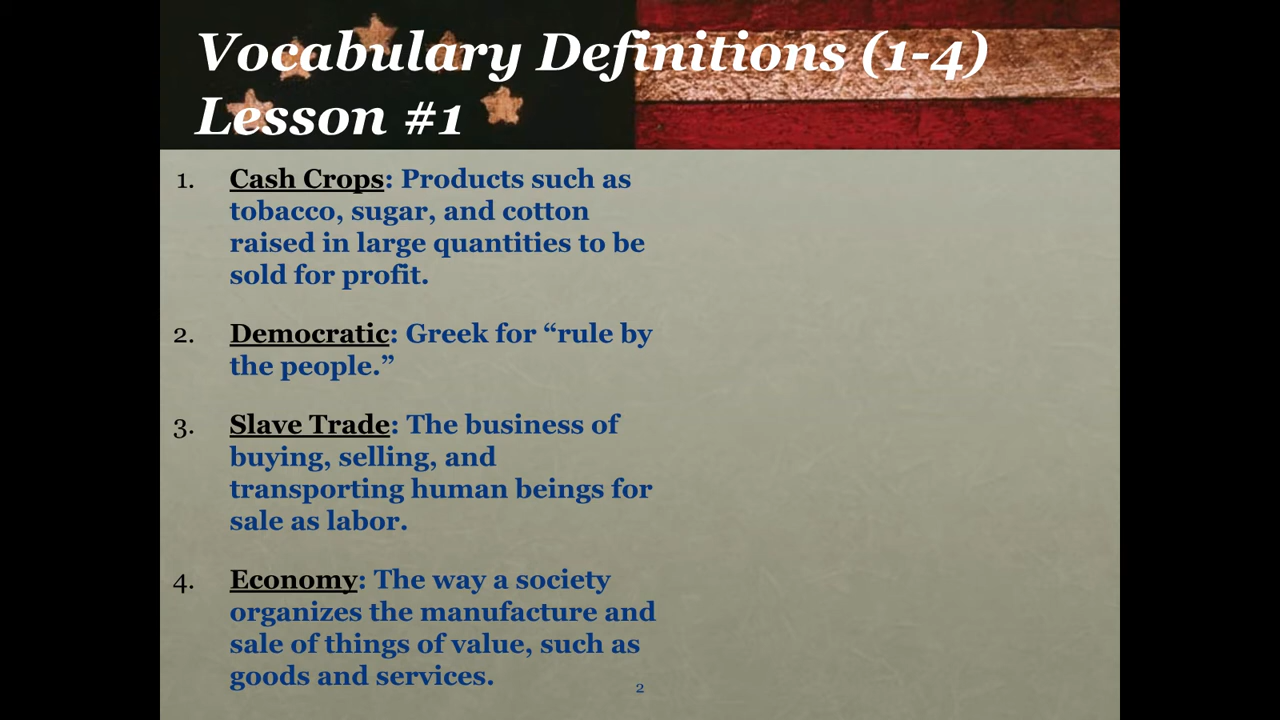 Vocabulary Definitions (1-4)
Lesson #1
1. Cash Crops: Products such as
tobacco, sugar, and cotton
raised in large quantities to be
sold for profit.
2. Democratic: Greek for “rule by
the people.”
3. Slave Trade: The business of
buying, selling, and
transporting human beings for
sale as labor.
4. Economy: The way a society
organizes the manufacture and
sale of things of value, such as
goods and services.
2